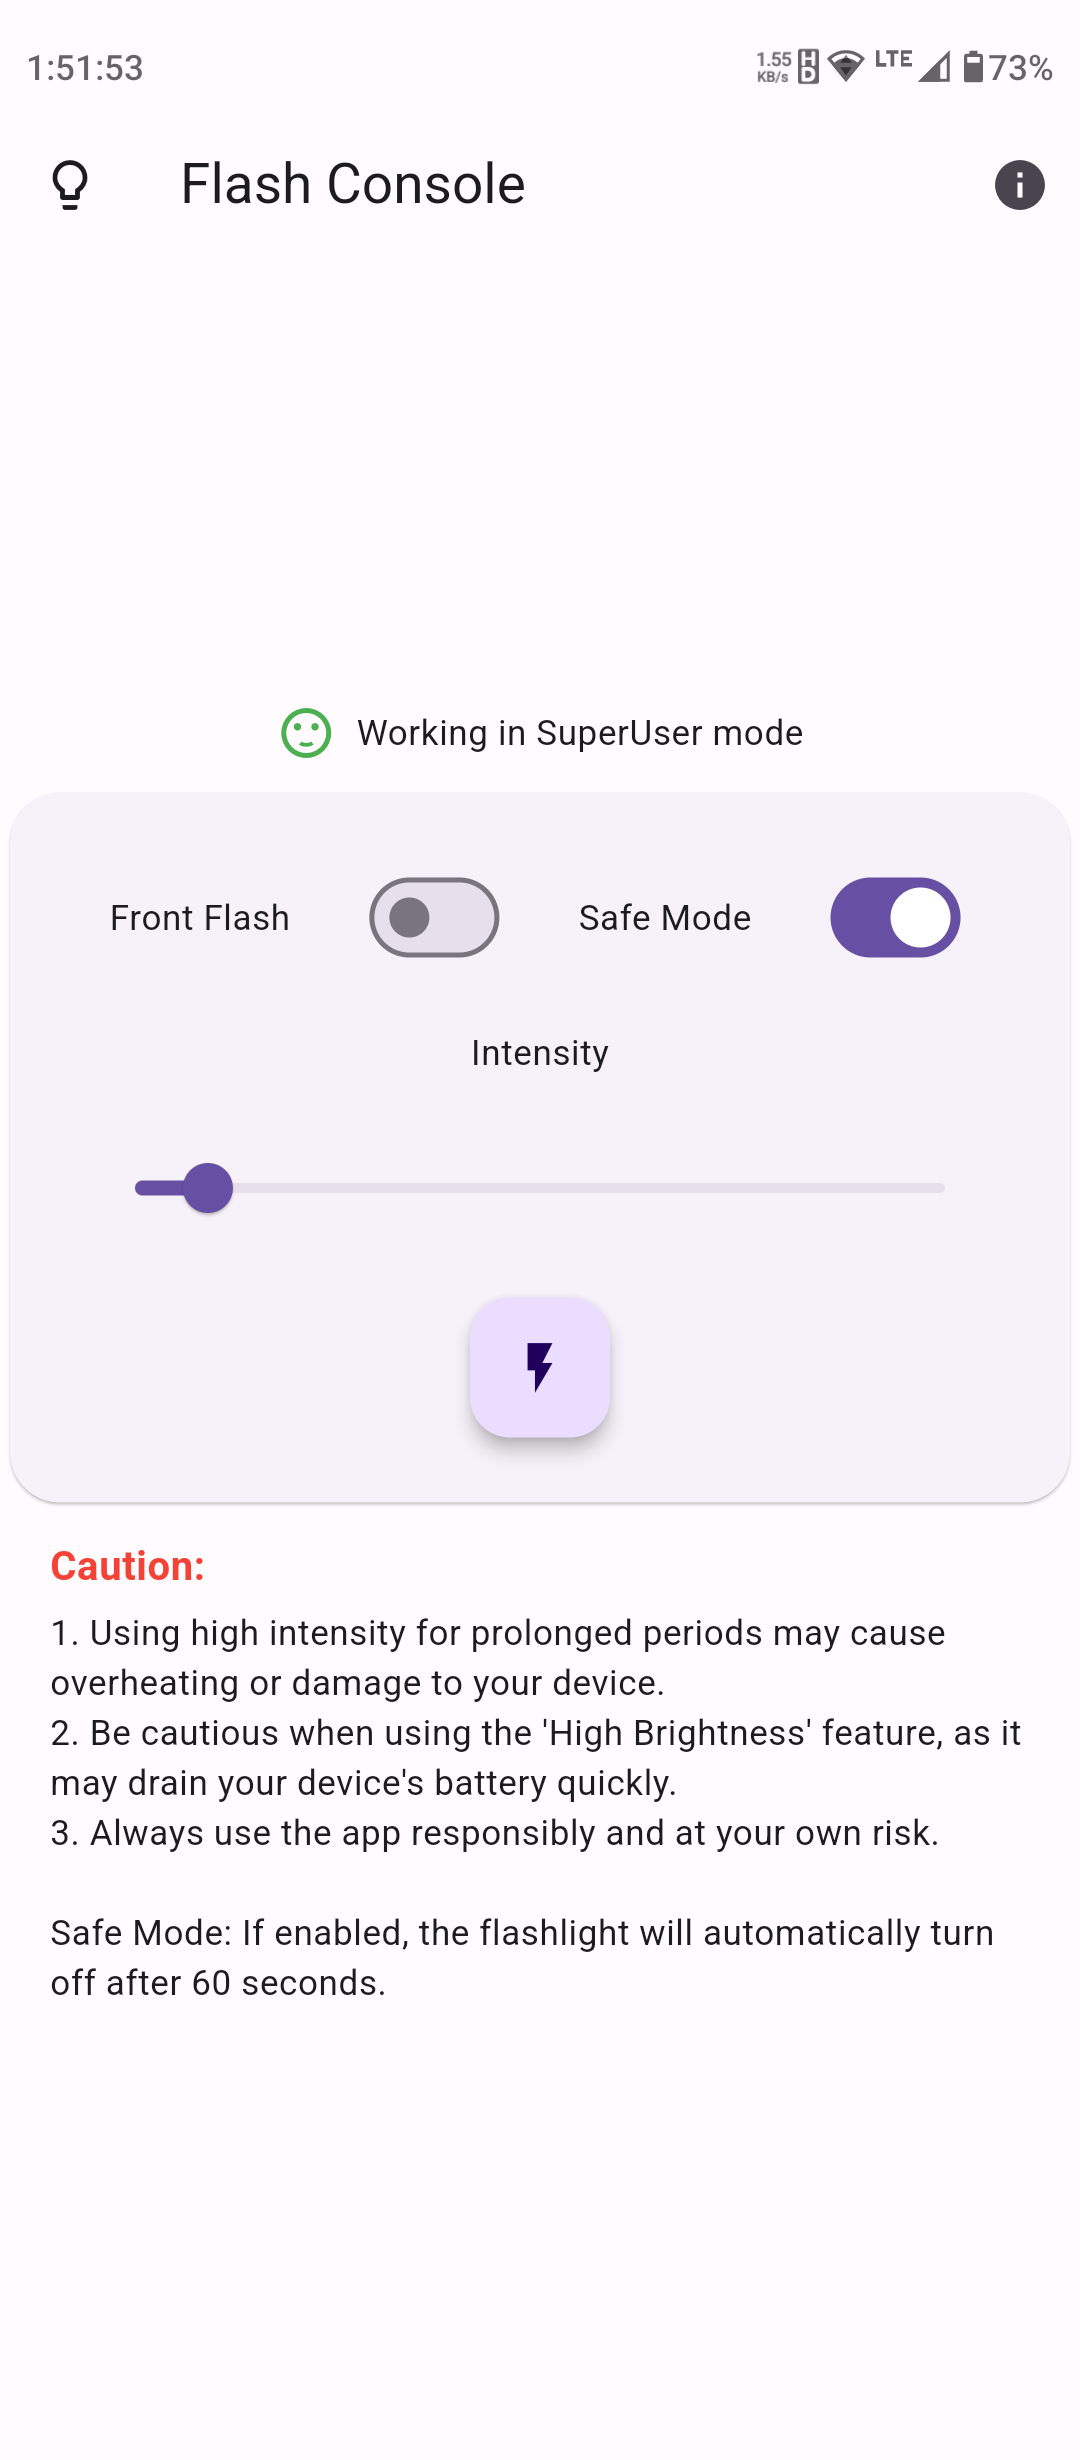 1:51:53
1.55
KB/s
HD
LTE
73%
Flash Console
Working in SuperUser mode
Front Flash
Safe Mode
Intensity
Caution:
1. Using high intensity for prolonged periods may cause
overheating or damage to your device.
2. Be cautious when using the 'High Brightness' feature, as it
may drain your device's battery quickly.
3. Always use the app responsibly and at your own risk.
Safe Mode: If enabled, the flashlight will automatically turn
off after 60 seconds.